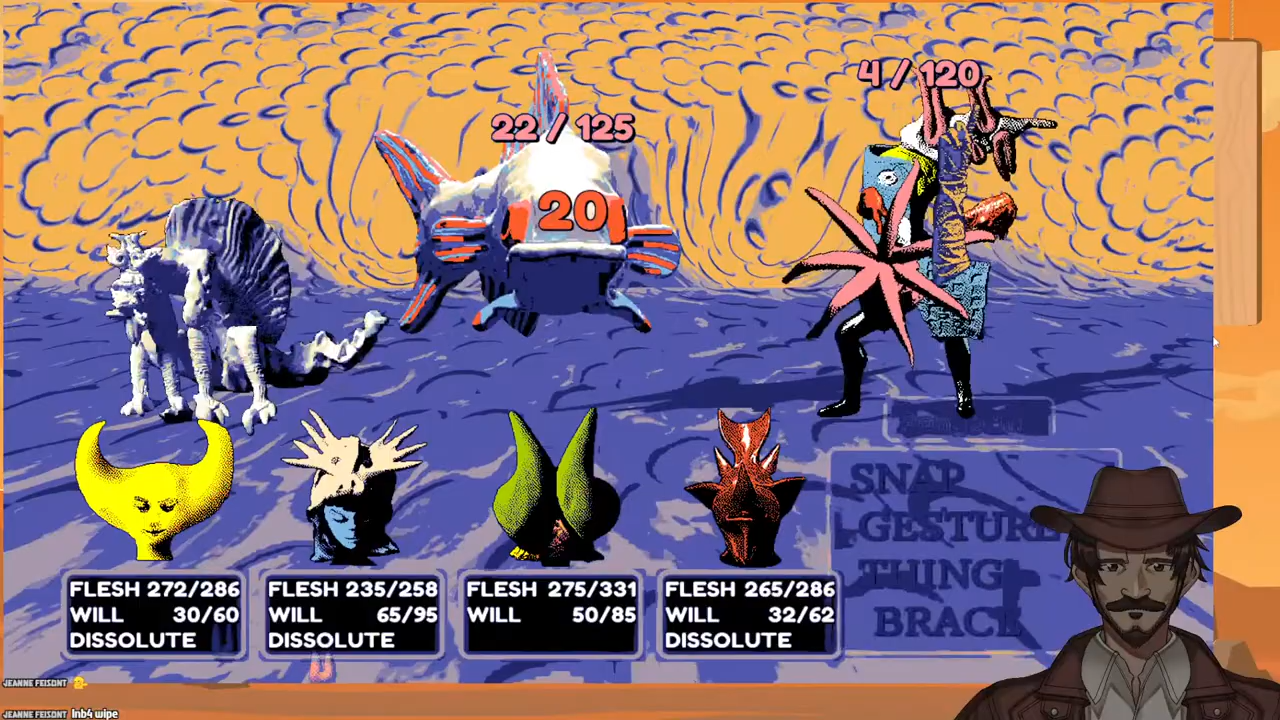 4 / 120
22 / 125
20
SNAP
GESTURE
THING
BRACE
FLESH 272/286
WILL 30/60
DISSOLUTE
FLESH 235/258
WILL 65/95
DISSOLUTE
FLESH 275/331
WILL 50/85
FLESH 265/286
WILL 32/62
DISSOLUTE
JEANNE FEISONT
JEANNE FEISONT Inb4 wipe